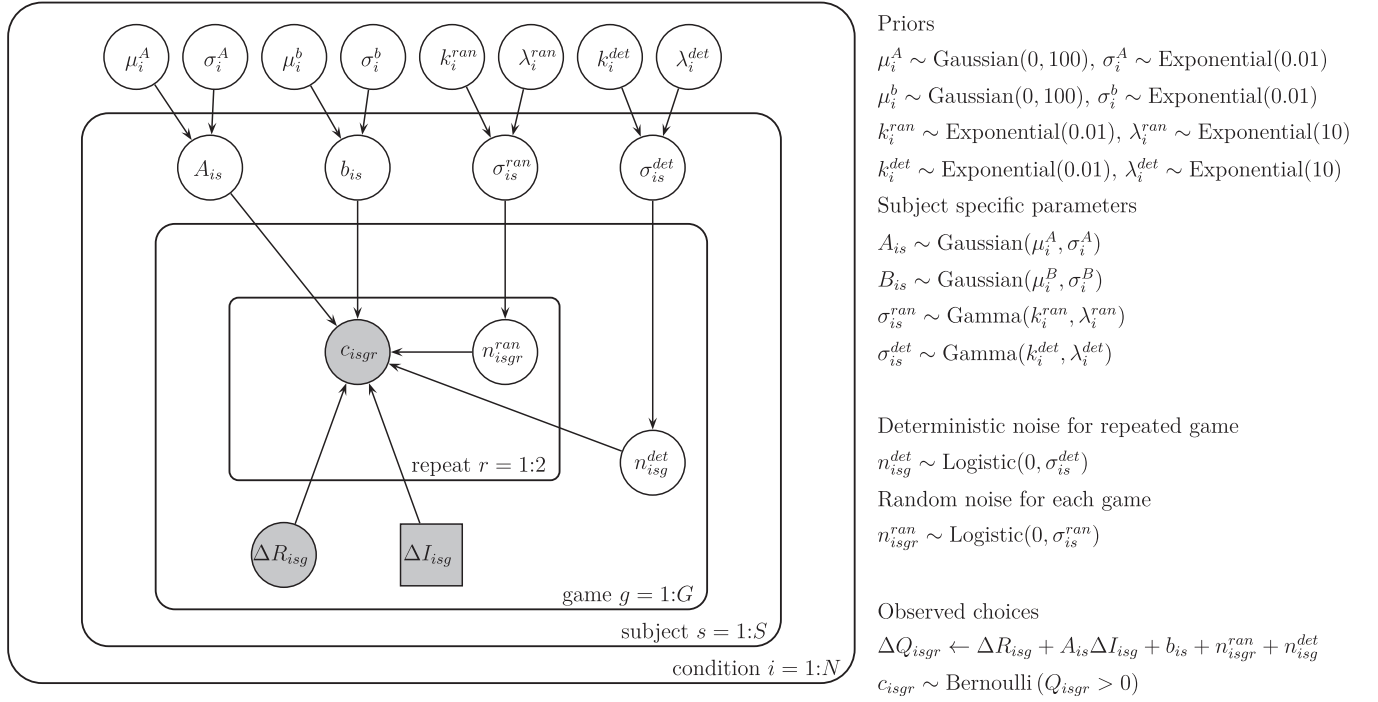 μ_i^A σ_i^A μ_i^b σ_i^b k_i^{ran} λ_i^{ran} k_i^{det} λ_i^{det}
A_{is} b_{is} σ_{is}^{ran} σ_{is}^{det}
c_{isgr} n_{isgr}^{ran}
n_{isg}^{det}
repeat r = 1:2
ΔR_{isg} ΔI_{isg}
game g = 1:G
subject s = 1:S
condition i = 1:N
Priors
μ_i^A ∼ Gaussian(0, 100), σ_i^A ∼ Exponential(0.01)
μ_i^b ∼ Gaussian(0, 100), σ_i^b ∼ Exponential(0.01)
k_i^{ran} ∼ Exponential(0.01), λ_i^{ran} ∼ Exponential(10)
k_i^{det} ∼ Exponential(0.01), λ_i^{det} ∼ Exponential(10)
Subject specific parameters
A_{is} ∼ Gaussian(μ_i^A, σ_i^A)
B_{is} ∼ Gaussian(μ_i^B, σ_i^B)
σ_{is}^{ran} ∼ Gamma(k_i^{ran}, λ_i^{ran})
σ_{is}^{det} ∼ Gamma(k_i^{det}, λ_i^{det})
Deterministic noise for repeated game
n_{isg}^{det} ∼ Logistic(0, σ_{is}^{det})
Random noise for each game
n_{isgr}^{ran} ∼ Logistic(0, σ_{is}^{ran})
Observed choices
ΔQ_{isgr} ← ΔR_{isg} + A_{is}ΔI_{isg} + b_{is} + n_{isgr}^{ran} + n_{isg}^{det}
c_{isgr} ∼ Bernoulli (Q_{isgr} > 0)